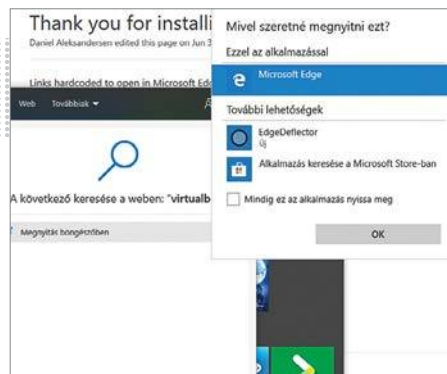 Thank you for installi
Daniel Aleksandersen edited this page on Jun 3
Links hardcoded to open in Microsoft Edg
Web Továbbiak
A következő keresése a weben: "virtualb
Megnyitás böngészőben
Mivel szeretné megnyitni ezt?
Ezzel az alkalmazással
Microsoft Edge
További lehetőségek
EdgeDeflector
Új
Alkalmazás keresése a Microsoft Store-ban
Mindig ez az alkalmazás nyissa meg
OK